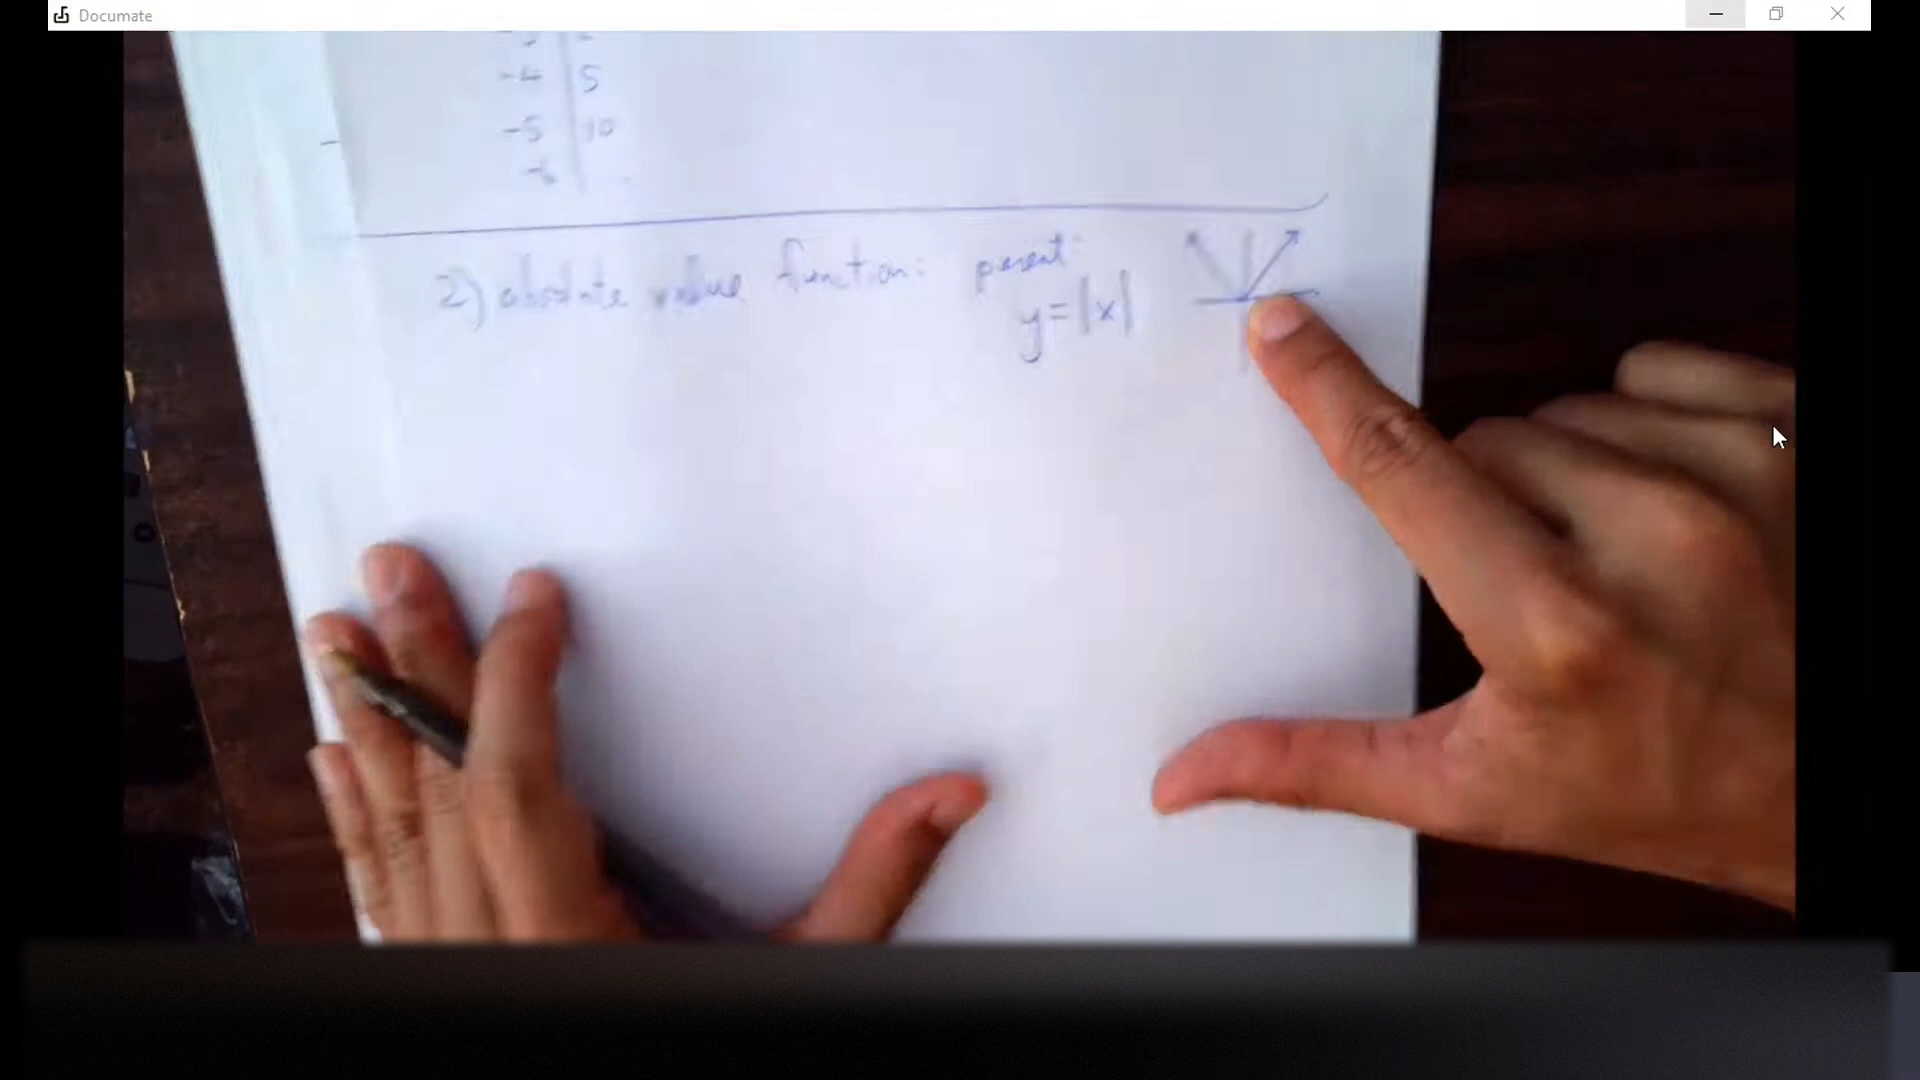 Documate
-4 5
-5 10
-6
2) absolute value function: parent:
y=|x|